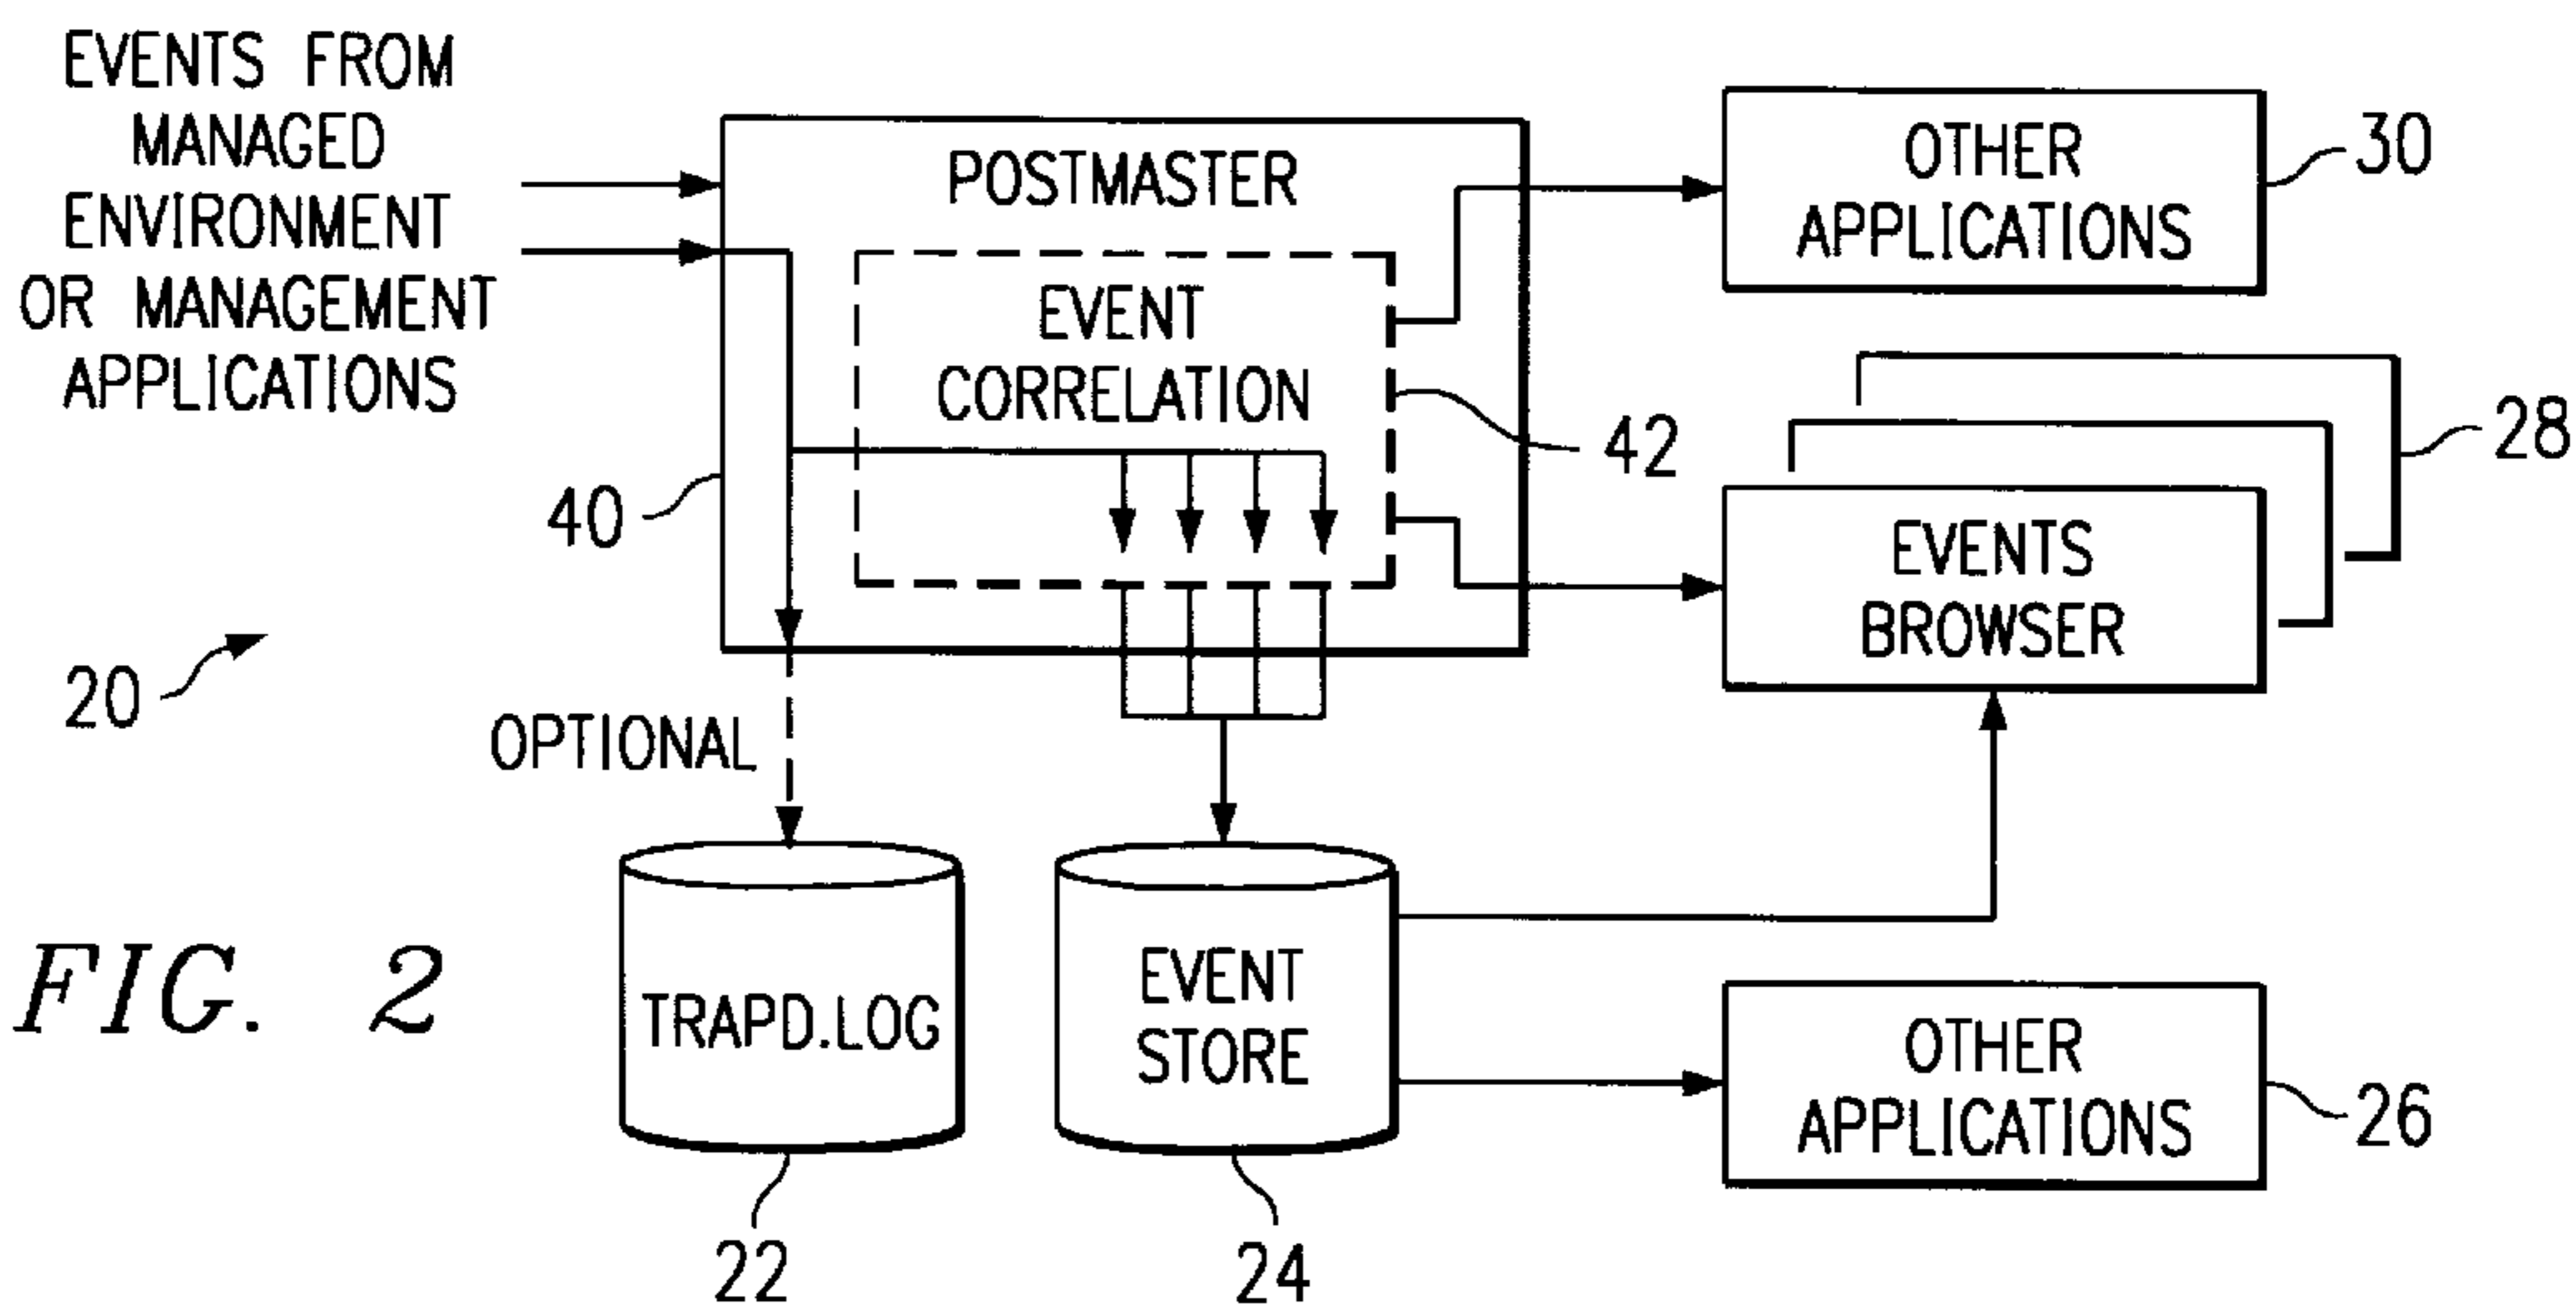 EVENTS FROM
MANAGED
ENVIRONMENT
OR MANAGEMENT
APPLICATIONS
POSTMASTER
EVENT
CORRELATION
40
42
OTHER
APPLICATIONS
30
28
EVENTS
BROWSER
20
OPTIONAL
TRAPD.LOG
22
EVENT
STORE
24
OTHER
APPLICATIONS
26
FIG. 2